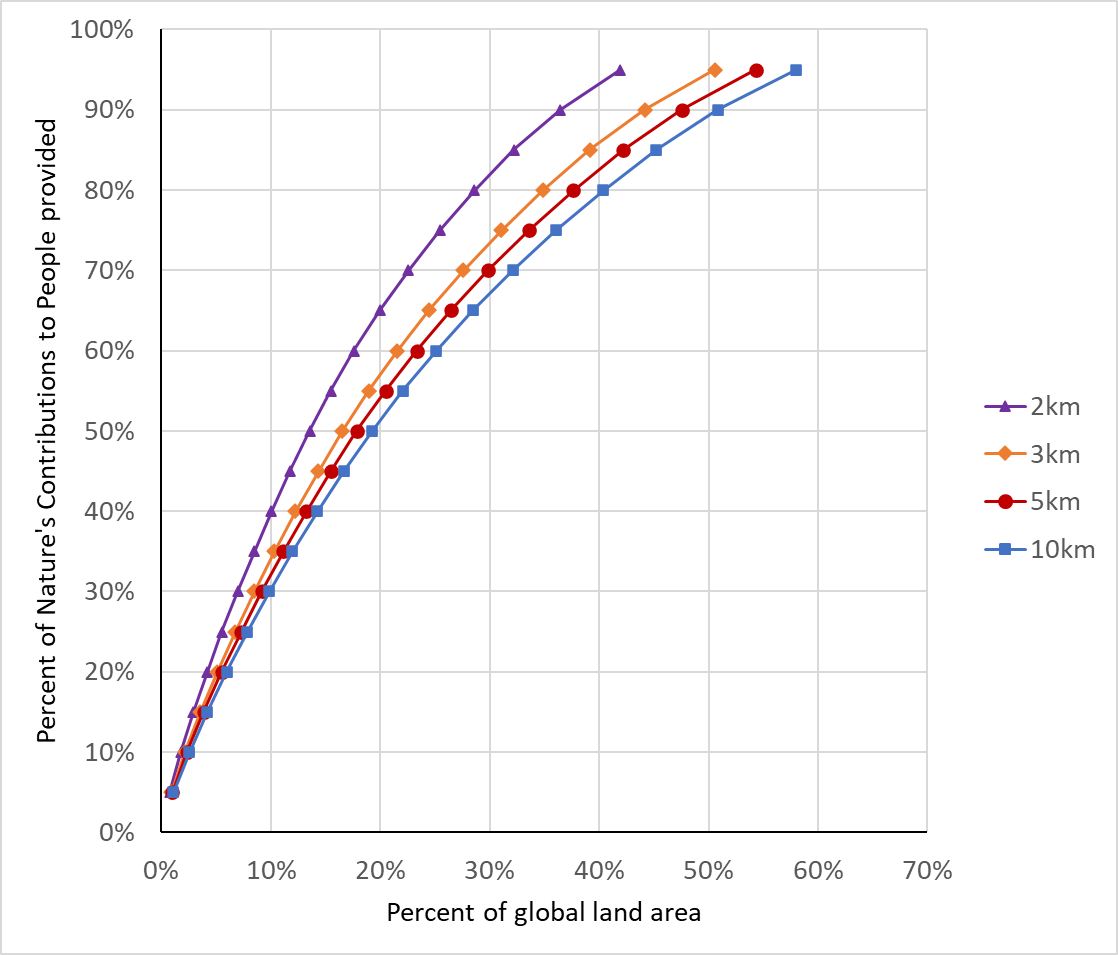 100%
90%
80%
70%
60%
50%
40%
30%
20%
10%
0%
Percent of Nature's Contributions to People provided
0% 10% 20% 30% 40% 50% 60% 70%
Percent of global land area
2km
3km
5km
10km